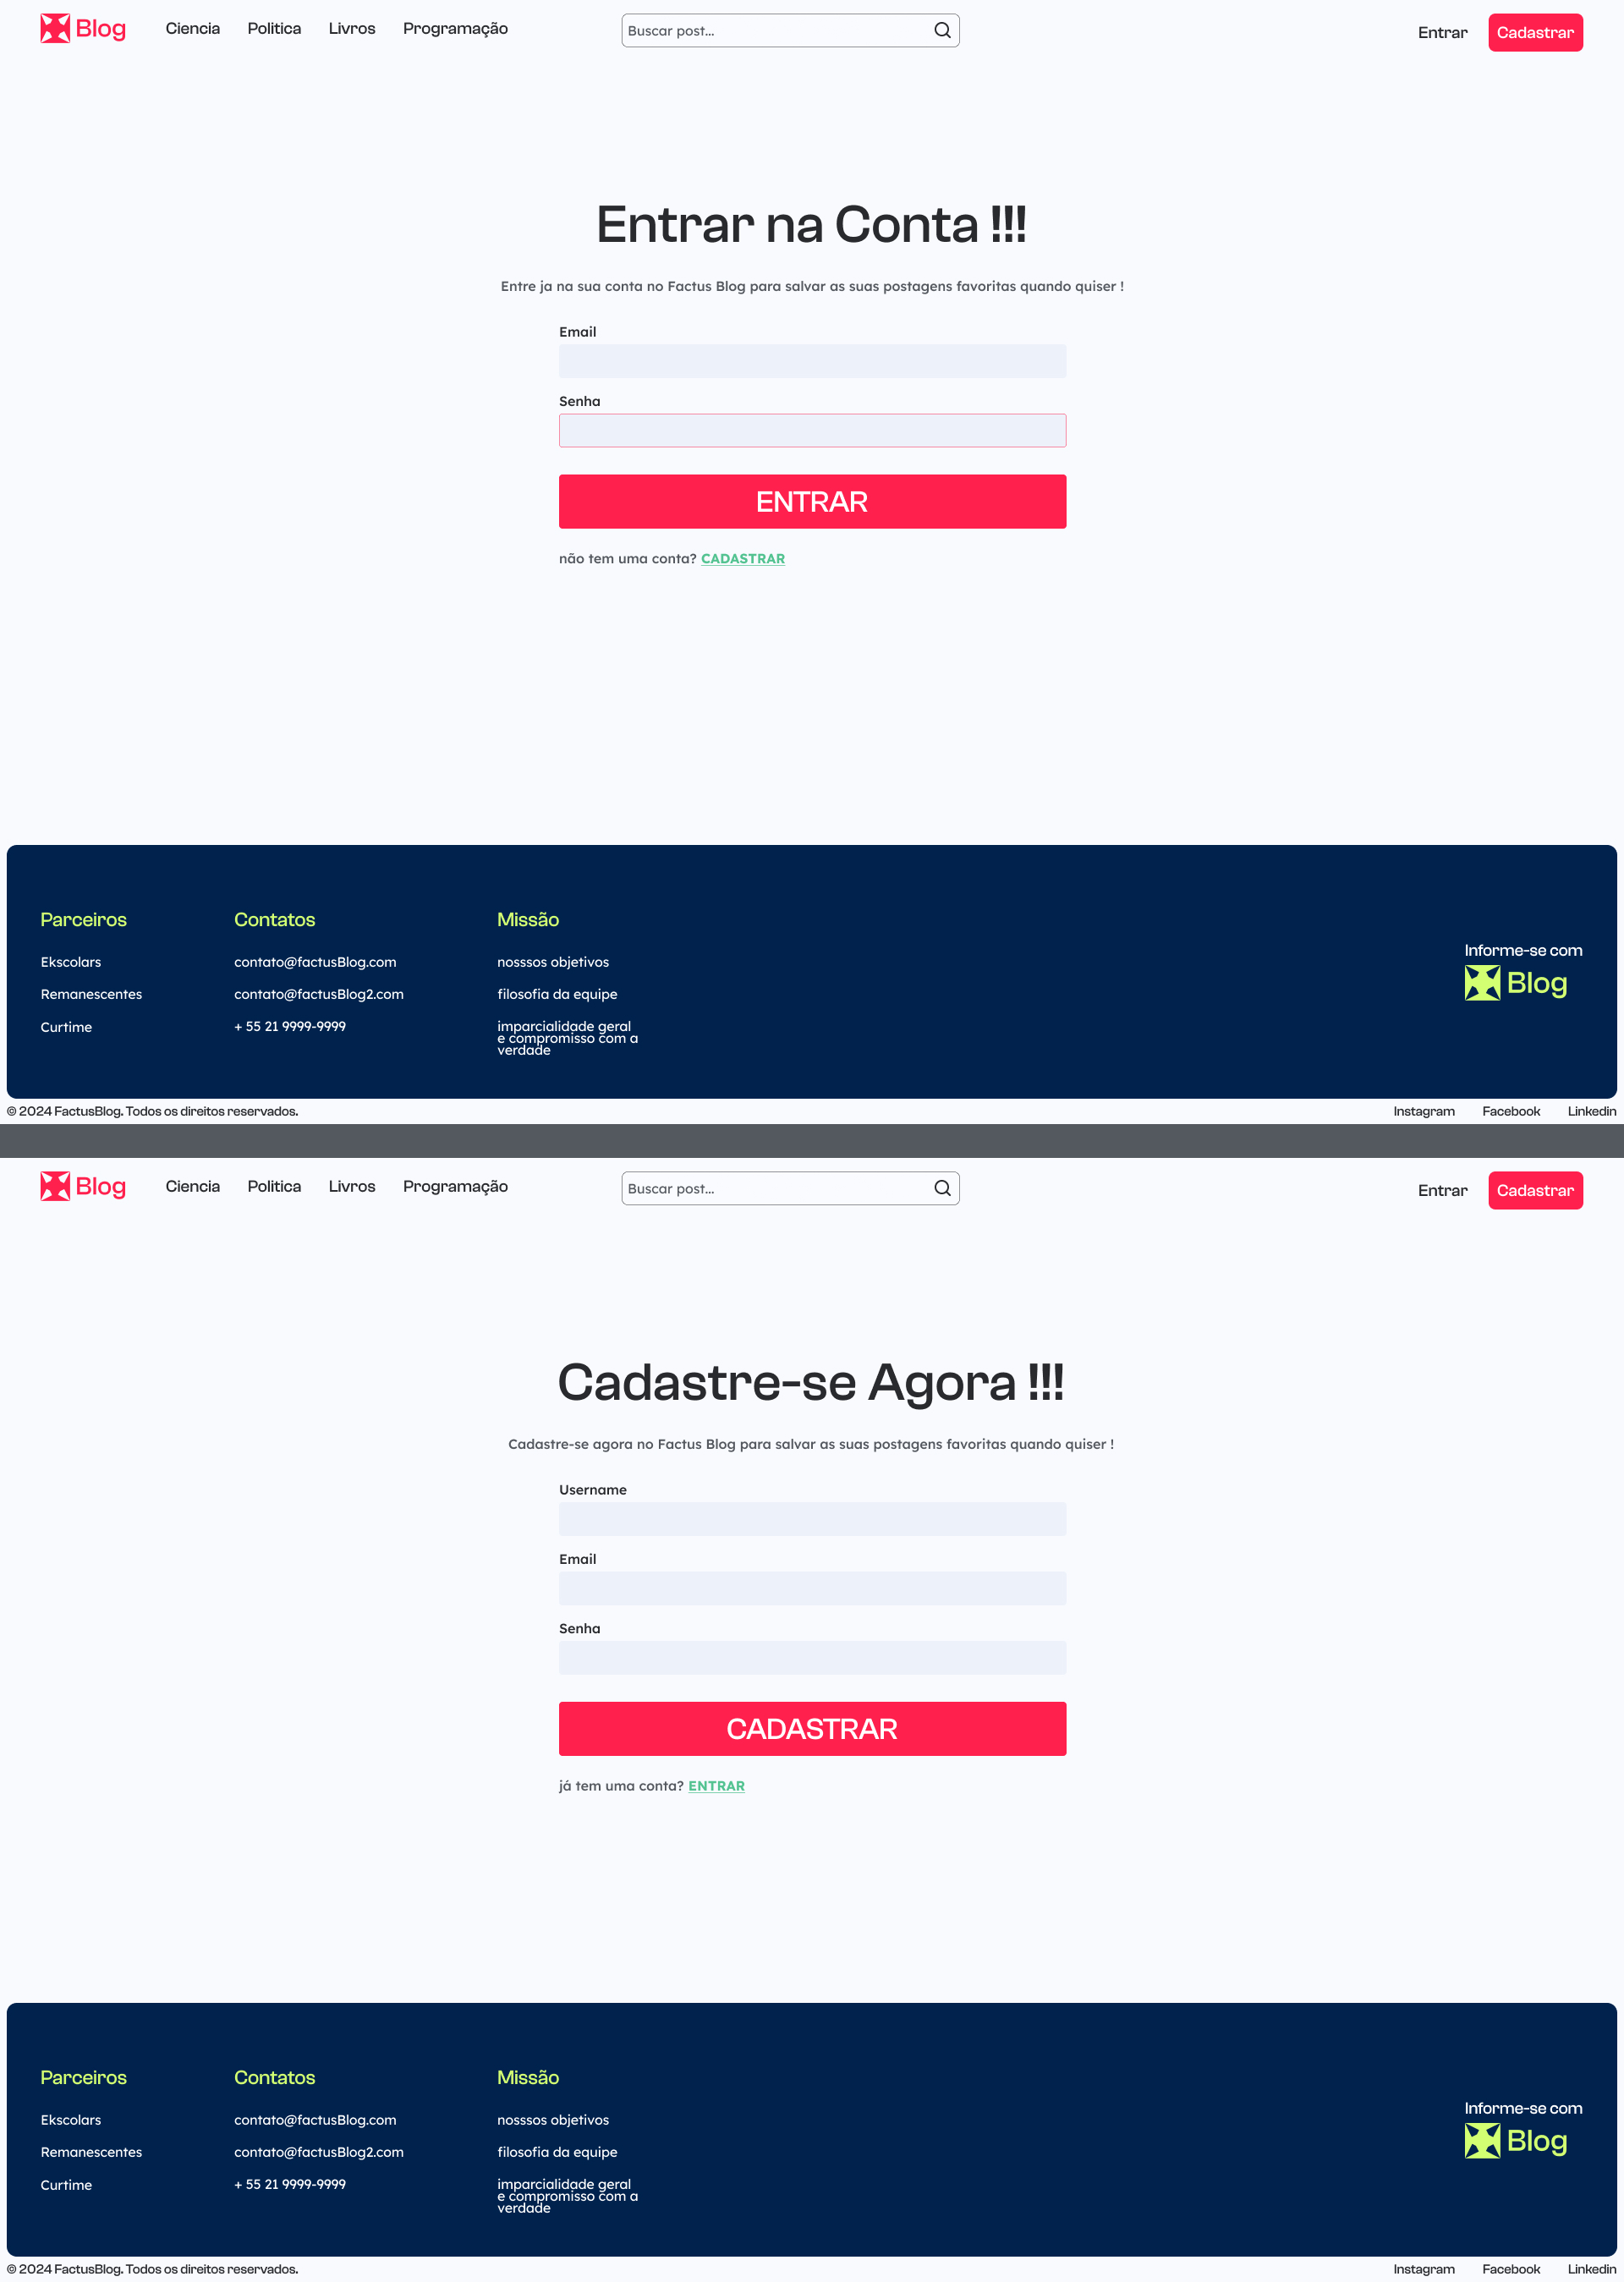 Blog Ciencia Politica Livros Programação Buscar post... Entrar Cadastrar
Entrar na Conta !!!
Entre ja na sua conta no Factus Blog para salvar as suas postagens favoritas quando quiser !
Email
Senha
ENTRAR
não tem uma conta? CADASTRAR
Parceiros
Ekscolars
Remanescentes
Curtime
Contatos
contato@factusBlog.com
contato@factusBlog2.com
+ 55 21 9999-9999
Missão
nosssos objetivos
filosofia da equipe
imparcialidade geral
e compromisso com a
verdade
Informe-se com
Blog
© 2024 FactusBlog. Todos os direitos reservados. Instagram Facebook Linkedin
Blog Ciencia Politica Livros Programação Buscar post... Entrar Cadastrar
Cadastre-se Agora !!!
Cadastre-se agora no Factus Blog para salvar as suas postagens favoritas quando quiser !
Username
Email
Senha
CADASTRAR
já tem uma conta? ENTRAR
Parceiros
Ekscolars
Remanescentes
Curtime
Contatos
contato@factusBlog.com
contato@factusBlog2.com
+ 55 21 9999-9999
Missão
nosssos objetivos
filosofia da equipe
imparcialidade geral
e compromisso com a
verdade
Informe-se com
Blog
© 2024 FactusBlog. Todos os direitos reservados. Instagram Facebook Linkedin